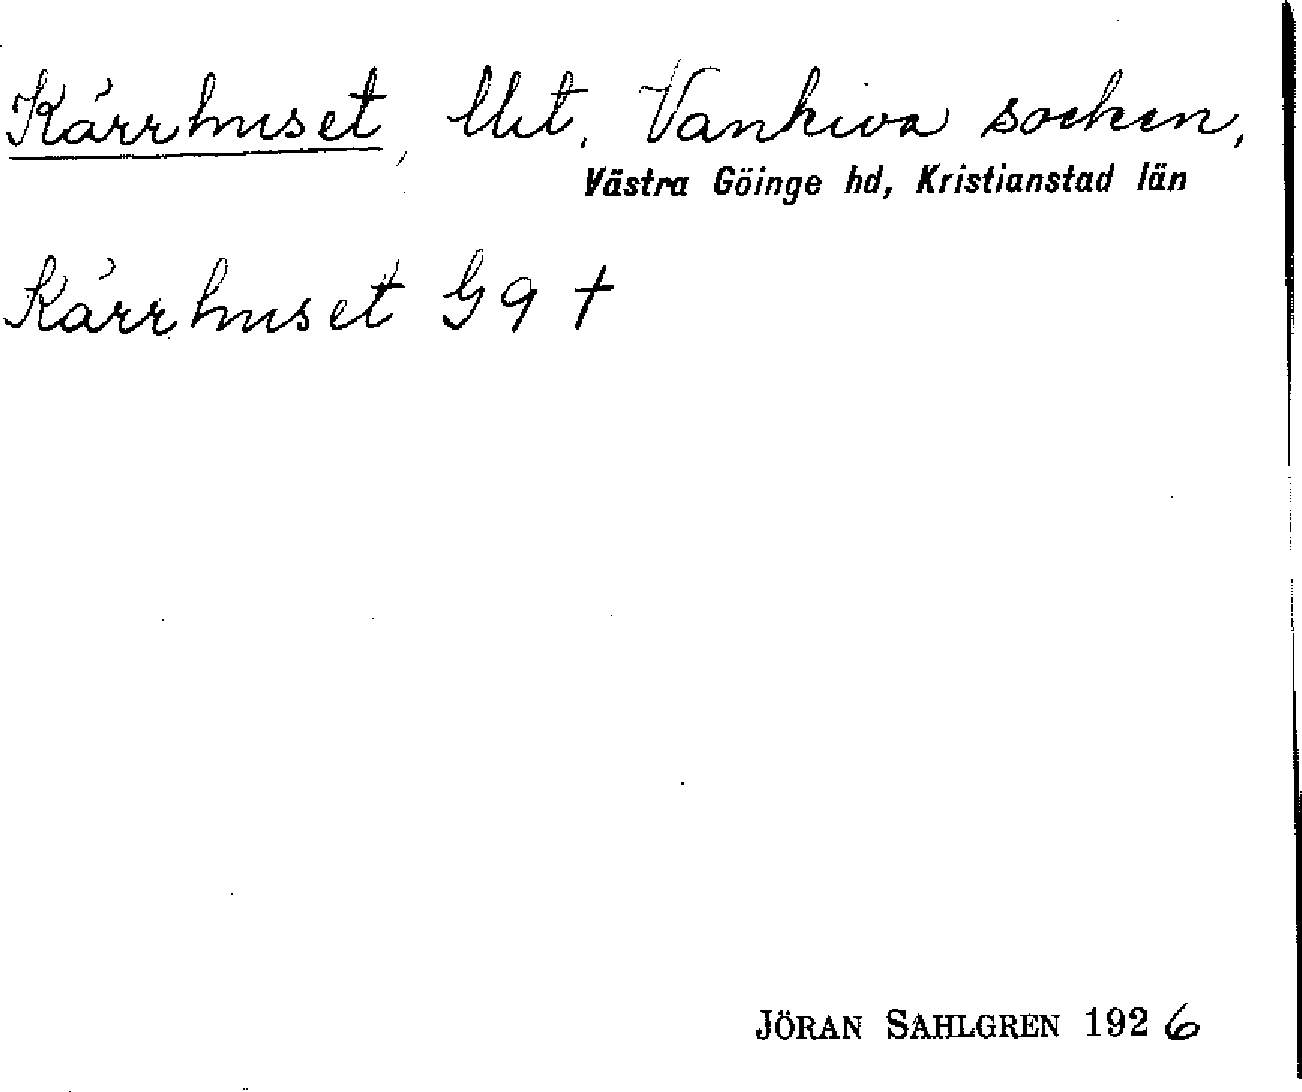 Kärrhuset, lht, Vankiva socken,
Västra Göinge hd, Kristianstad län
Kärrhuset G9 †
JÖRAN SAHLGREN 1926